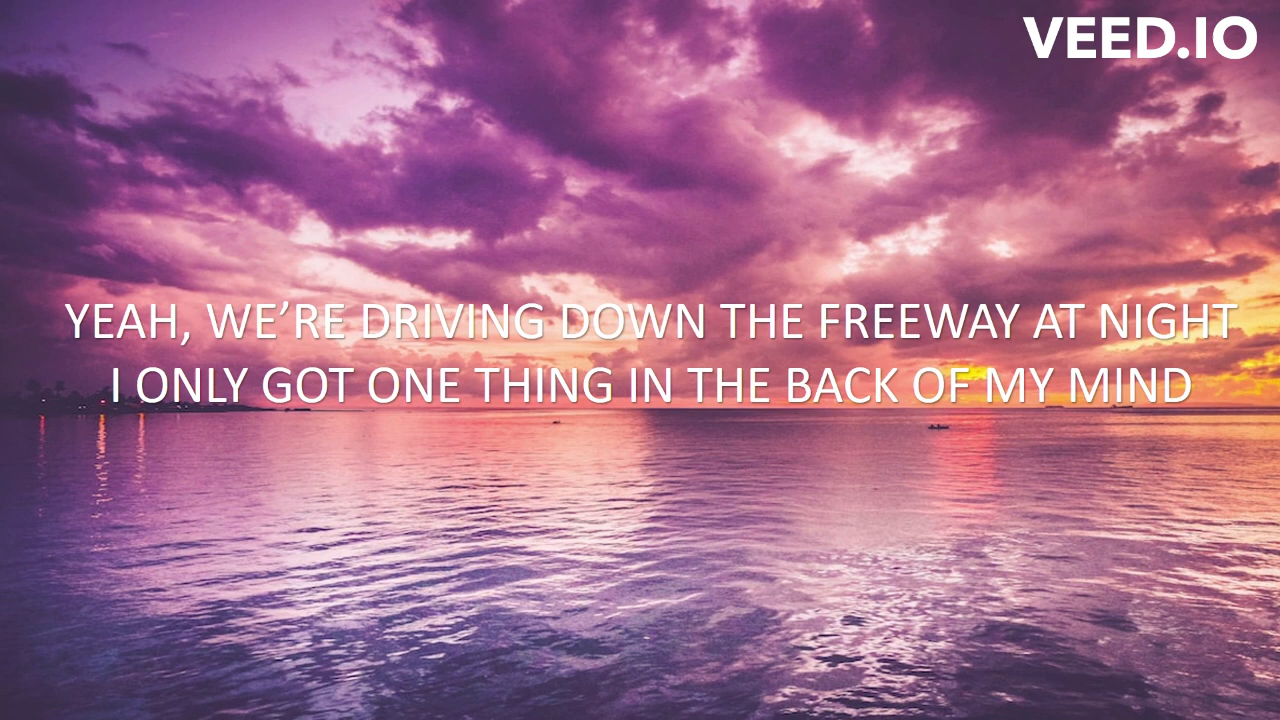 VEED.IO
YEAH, WE’RE DRIVING DOWN THE FREEWAY AT NIGHT
I ONLY GOT ONE THING IN THE BACK OF MY MIND